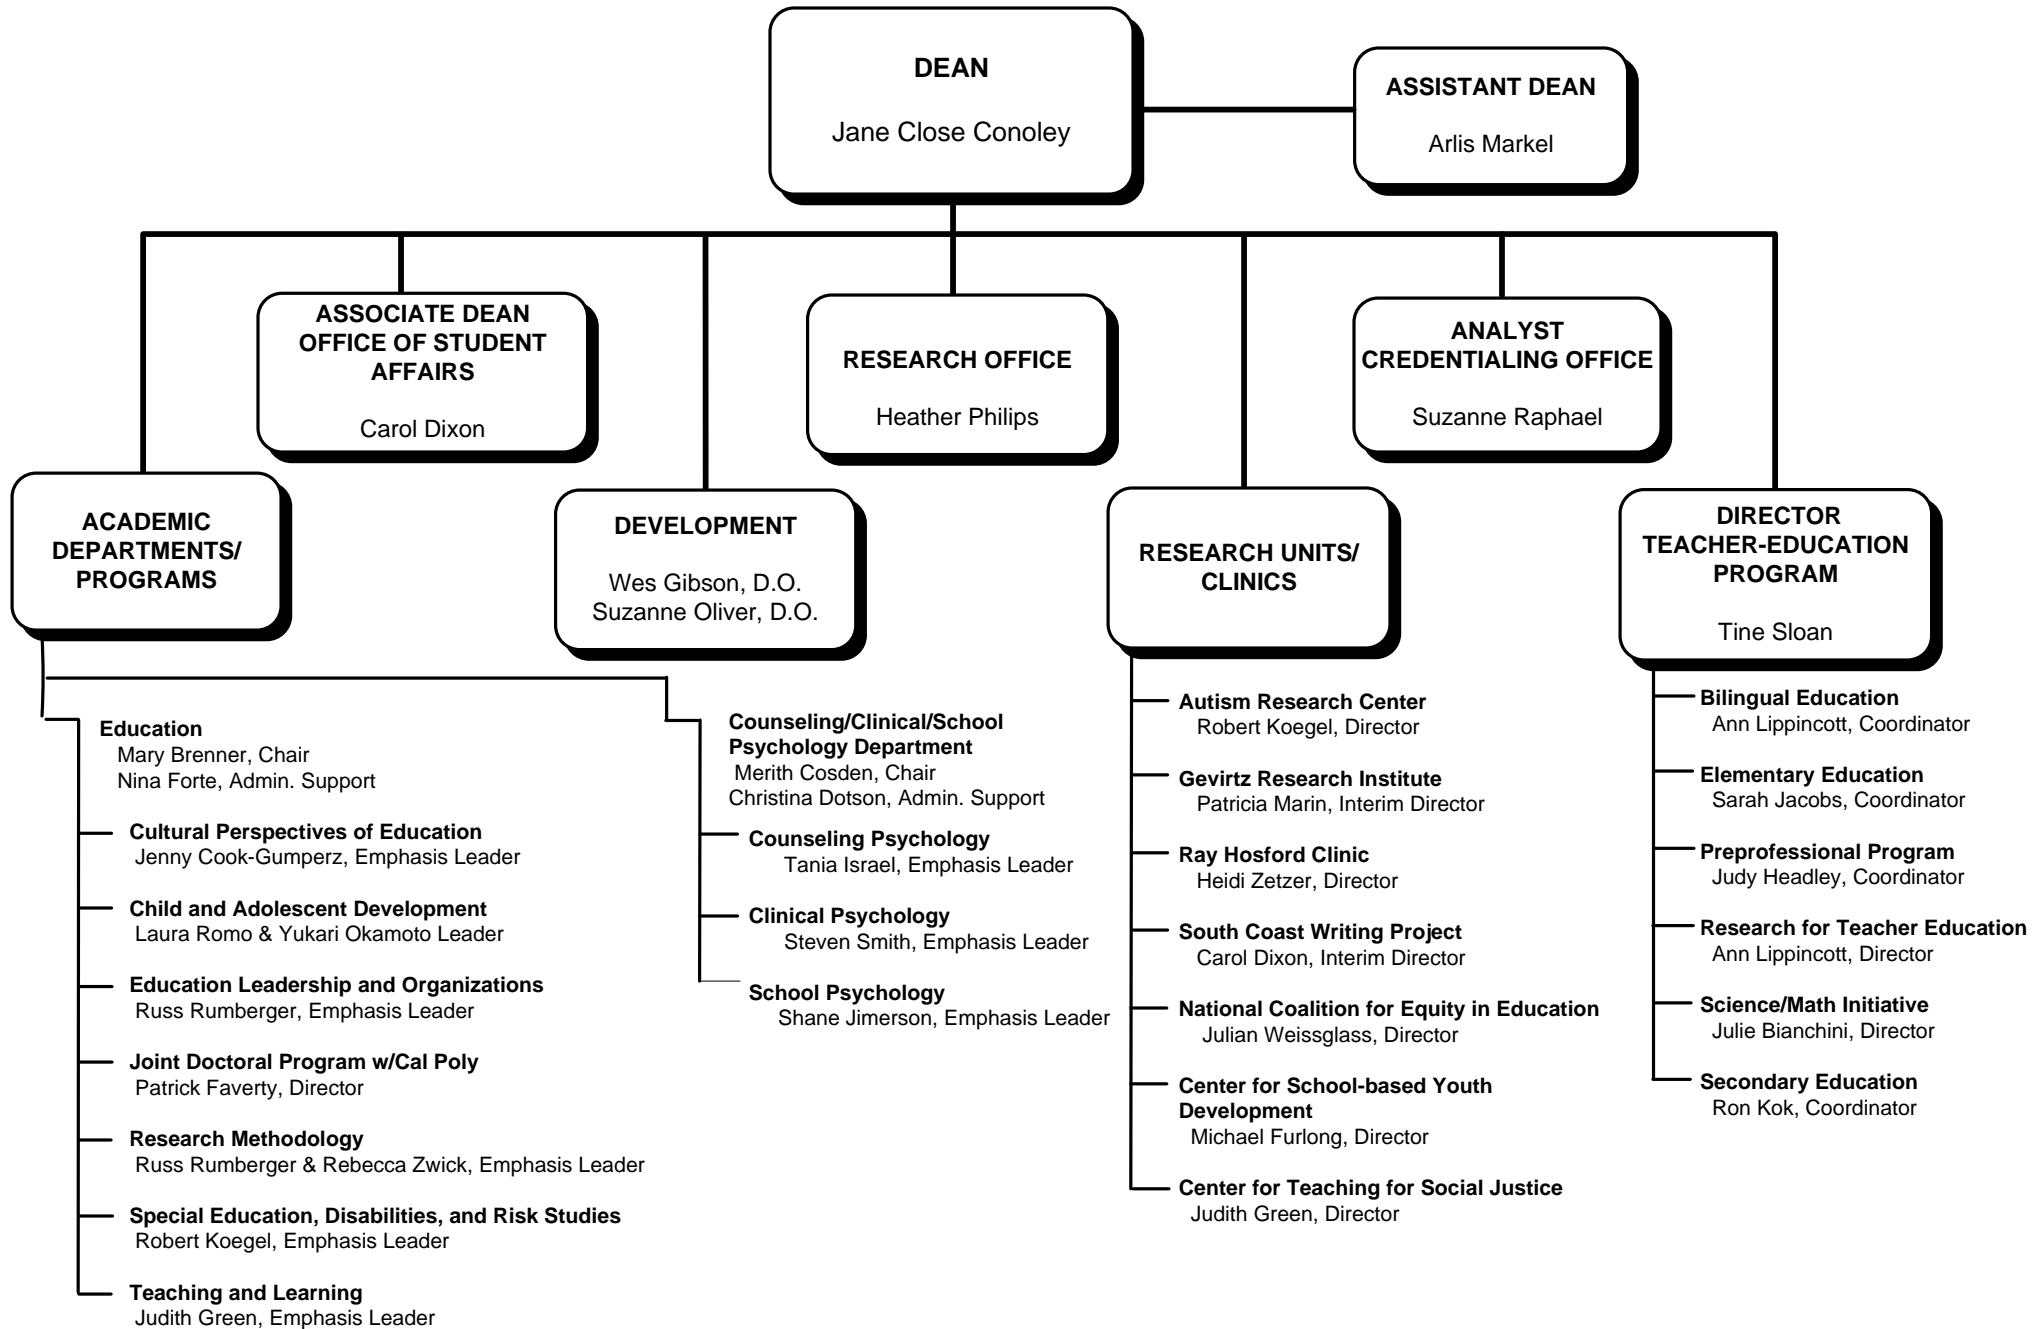 DEAN
Jane Close Conoley
ASSISTANT DEAN
Arlis Markel
ASSOCIATE DEAN
OFFICE OF STUDENT
AFFAIRS
Carol Dixon
RESEARCH OFFICE
Heather Philips
ANALYST
CREDENTIALING OFFICE
Suzanne Raphael
ACADEMIC
DEPARTMENTS/
PROGRAMS
DEVELOPMENT
Wes Gibson, D.O.
Suzanne Oliver, D.O.
RESEARCH UNITS/
CLINICS
DIRECTOR
TEACHER-EDUCATION
PROGRAM
Tine Sloan
Education
Mary Brenner, Chair
Nina Forte, Admin. Support
Cultural Perspectives of Education
Jenny Cook-Gumperz, Emphasis Leader
Child and Adolescent Development
Laura Romo & Yukari Okamoto Leader
Education Leadership and Organizations
Russ Rumberger, Emphasis Leader
Joint Doctoral Program w/Cal Poly
Patrick Faverty, Director
Research Methodology
Russ Rumberger & Rebecca Zwick, Emphasis Leader
Special Education, Disabilities, and Risk Studies
Robert Koegel, Emphasis Leader
Teaching and Learning
Judith Green, Emphasis Leader
Counseling/Clinical/School
Psychology Department
Merith Cosden, Chair
Christina Dotson, Admin. Support
Counseling Psychology
Tania Israel, Emphasis Leader
Clinical Psychology
Steven Smith, Emphasis Leader
School Psychology
Shane Jimerson, Emphasis Leader
Autism Research Center
Robert Koegel, Director
Gevirtz Research Institute
Patricia Marin, Interim Director
Ray Hosford Clinic
Heidi Zetzer, Director
South Coast Writing Project
Carol Dixon, Interim Director
National Coalition for Equity in Education
Julian Weissglass, Director
Center for School-based Youth
Development
Michael Furlong, Director
Center for Teaching for Social Justice
Judith Green, Director
Bilingual Education
Ann Lippincott, Coordinator
Elementary Education
Sarah Jacobs, Coordinator
Preprofessional Program
Judy Headley, Coordinator
Research for Teacher Education
Ann Lippincott, Director
Science/Math Initiative
Julie Bianchini, Director
Secondary Education
Ron Kok, Coordinator